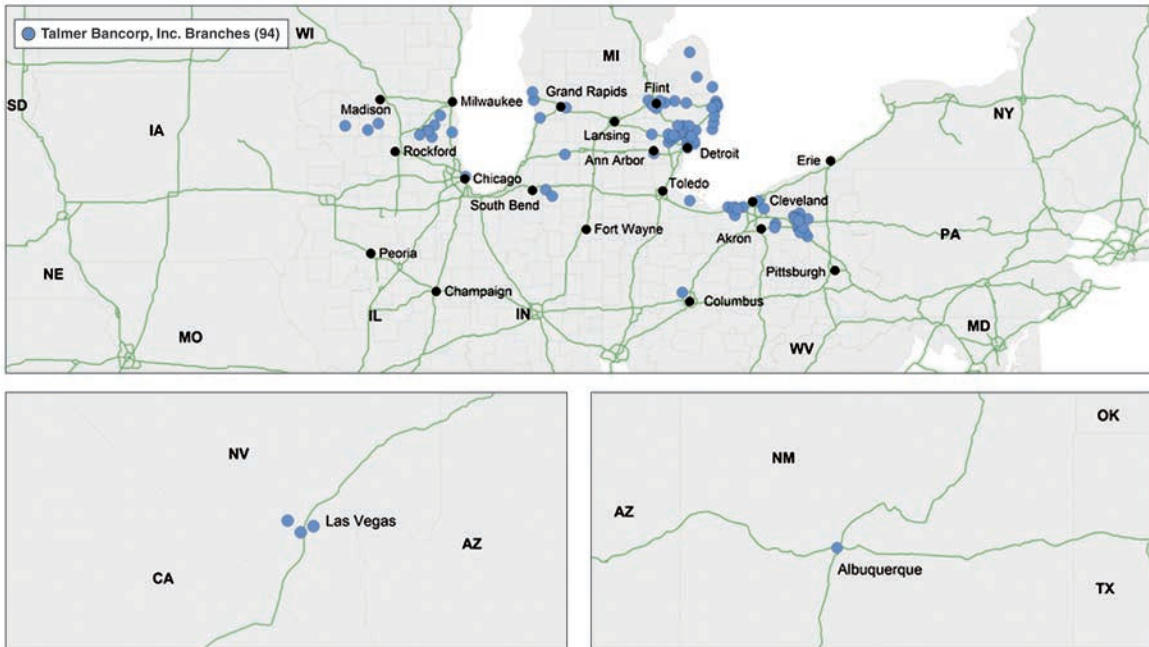 Talmer Bancorp, Inc. Branches (94)
WI
MI
SD
Madison
Milwaukee
Grand Rapids
Flint
IA
NY
Lansing
Rockford
Ann Arbor
Detroit
Erie
Chicago
South Bend
Toledo
Cleveland
Fort Wayne
Akron
PA
Peoria
NE
Pittsburgh
Champaign
Columbus
IL
IN
MO
MD
WV
NV
Las Vegas
AZ
CA
OK
NM
AZ
Albuquerque
TX